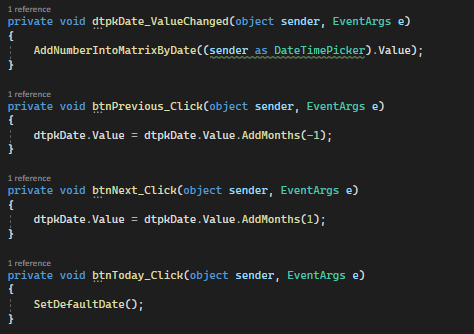 1 reference
private void dtpkDate_ValueChanged(object sender, EventArgs e)
{
AddNumberIntoMatrixByDate((sender as DateTimePicker).Value);
}
1 reference
private void btnPrevious_Click(object sender, EventArgs e)
{
dtpkDate.Value = dtpkDate.Value.AddMonths(-1);
}
1 reference
private void btnNext_Click(object sender, EventArgs e)
{
dtpkDate.Value = dtpkDate.Value.AddMonths(1);
}
1 reference
private void btnToday_Click(object sender, EventArgs e)
{
SetDefaultDate();
}